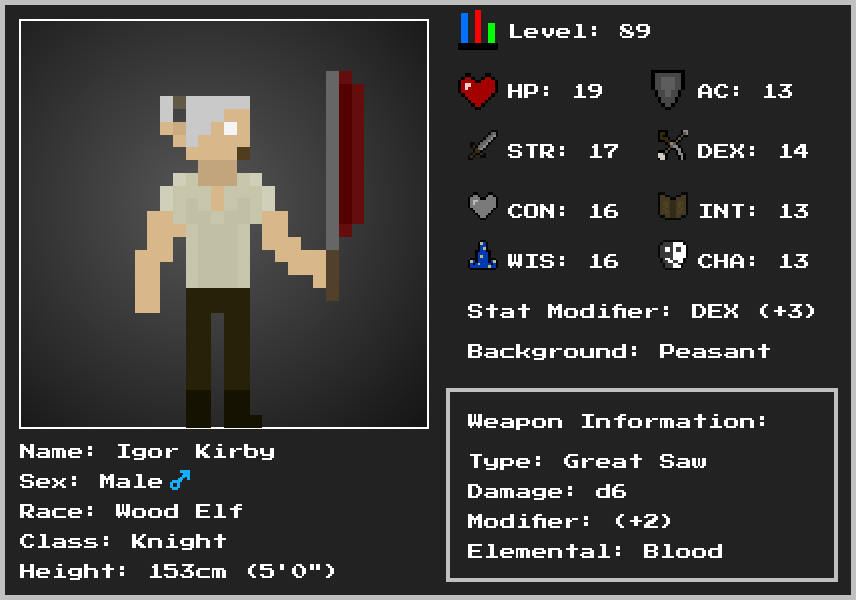 Level: 89
HP: 19 AC: 13
STR: 17 DEX: 14
CON: 16 INT: 13
WIS: 16 CHA: 13
Stat Modifier: DEX (+3)
Background: Peasant
Weapon Information:
Type: Great Saw
Damage: d6
Modifier: (+2)
Elemental: Blood
Name: Igor Kirby
Sex: Male♂
Race: Wood Elf
Class: Knight
Height: 153cm (5'0")